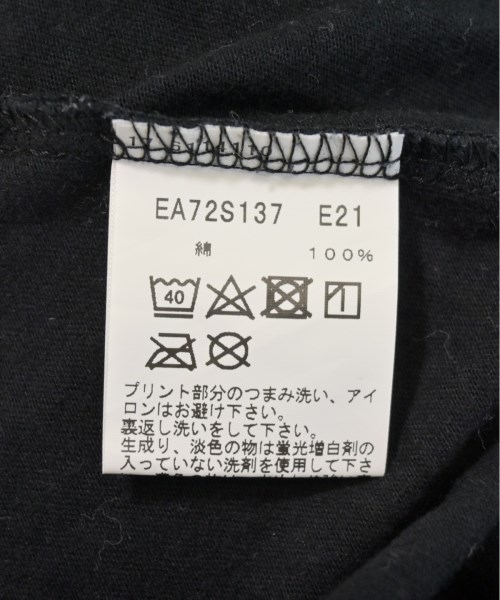 EA72S137 E21
綿 100%
40
プリント部分のつまみ洗い、アイ
ロンはお避け下さい。
裏返し洗いをして下さい。
生成り、淡色の物は蛍光増白剤の
入っていない洗剤を使用して下さ